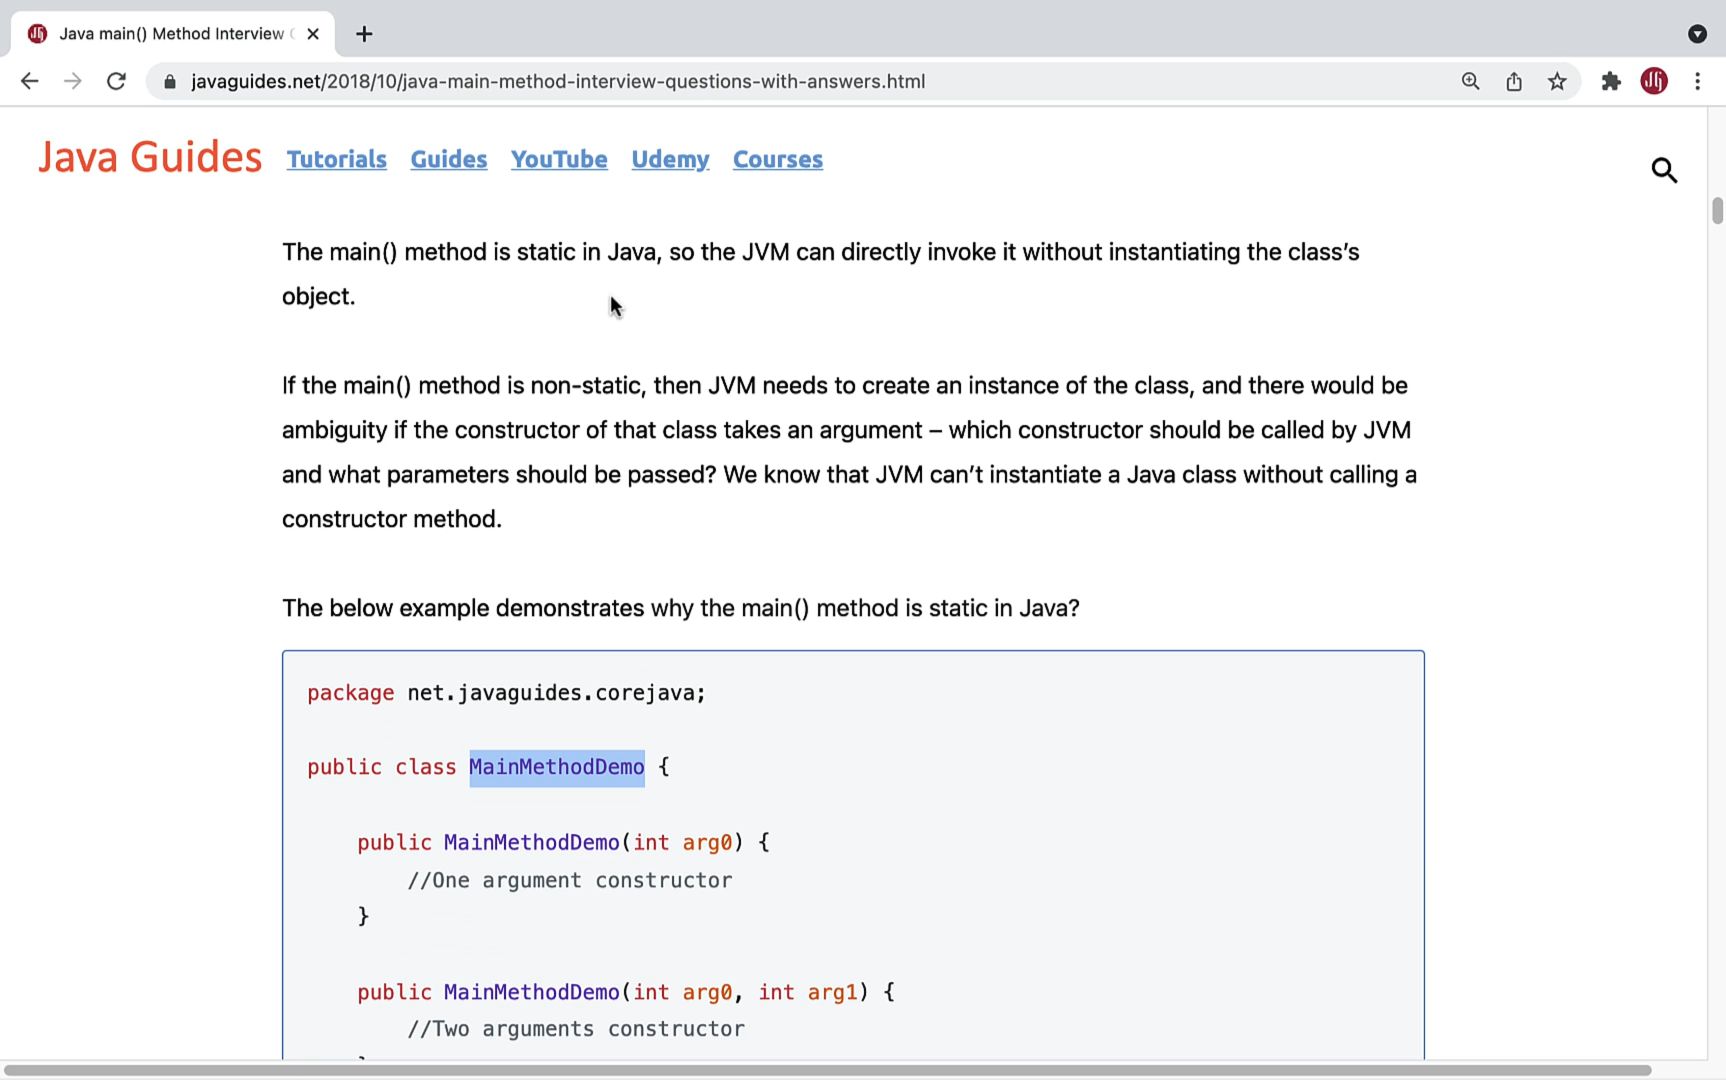 Java main() Method Interview
javaguides.net/2018/10/java-main-method-interview-questions-with-answers.html
Java Guides Tutorials Guides YouTube Udemy Courses
The main() method is static in Java, so the JVM can directly invoke it without instantiating the class’s
object.
If the main() method is non-static, then JVM needs to create an instance of the class, and there would be
ambiguity if the constructor of that class takes an argument – which constructor should be called by JVM
and what parameters should be passed? We know that JVM can’t instantiate a Java class without calling a
constructor method.
The below example demonstrates why the main() method is static in Java?
package net.javaguides.corejava;
public class MainMethodDemo {
public MainMethodDemo(int arg0) {
//One argument constructor
}
public MainMethodDemo(int arg0, int arg1) {
//Two arguments constructor